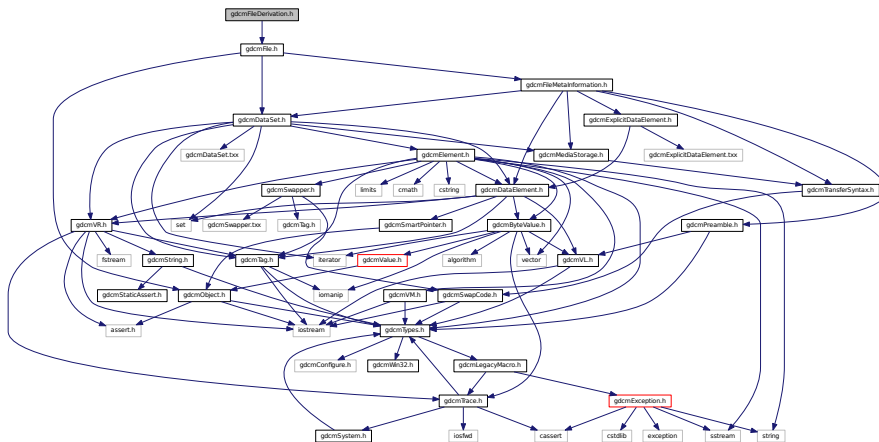 gdcmFileDerivation.h
gdcmFile.h
gdcmFileMetaInformation.h
gdcmDataSet.h
gdcmExplicitDataElement.h
gdcmDataSet.txx
gdcmElement.h
gdcmMediaStorage.h
gdcmExplicitDataElement.txx
gdcmSwapper.h
limits
cmath
cstring
gdcmDataElement.h
gdcmTransferSyntax.h
gdcmVR.h
set
gdcmSwapper.txx
gdcmTag.h
gdcmSmartPointer.h
gdcmByteValue.h
gdcmPreamble.h
fstream
gdcmString.h
gdcmTag.h
iterator
gdcmValue.h
algorithm
vector
gdcmVL.h
gdcmStaticAssert.h
gdcmObject.h
iomanip
gdcmVM.h
gdcmSwapCode.h
assert.h
iostream
gdcmTypes.h
gdcmConfigure.h
gdcmWin32.h
gdcmLegacyMacro.h
gdcmTrace.h
gdcmException.h
gdcmSystem.h
iosfwd
cassert
cstdlib
exception
sstream
string